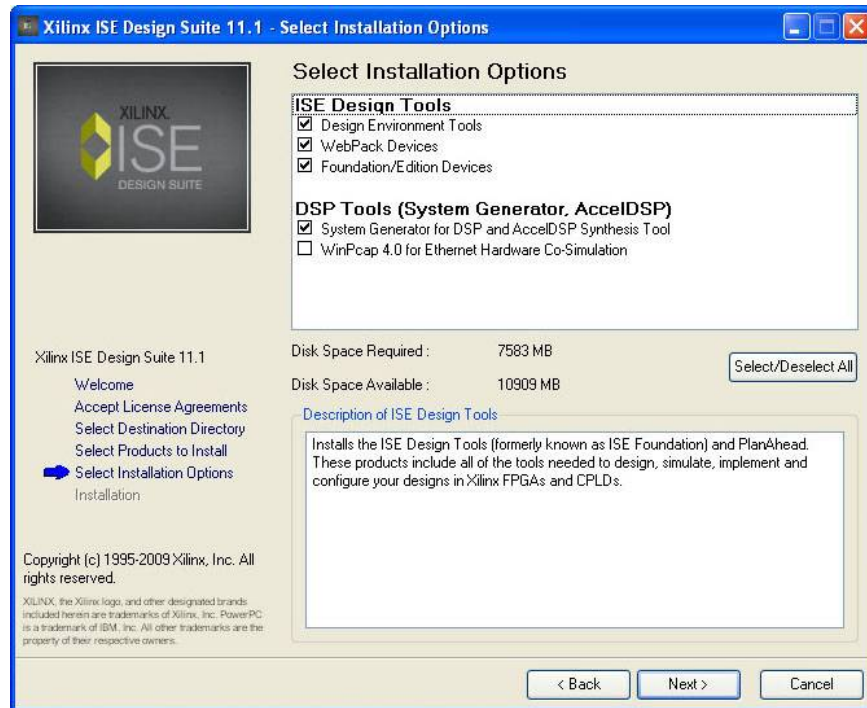 Xilinx ISE Design Suite 11.1 - Select Installation Options
XILINX.
ISE
DESIGN SUITE
Select Installation Options
ISE Design Tools
Design Environment Tools
WebPack Devices
Foundation/Edition Devices
DSP Tools (System Generator, AccelDSP)
System Generator for DSP and AccelDSP Synthesis Tool
WinPcap 4.0 for Ethernet Hardware Co-Simulation
Disk Space Required : 7583 MB
Disk Space Available : 10909 MB
Select/Deselect All
Xilinx ISE Design Suite 11.1
Welcome
Accept License Agreements
Select Destination Directory
Select Products to Install
Select Installation Options
Installation
Description of ISE Design Tools
Installs the ISE Design Tools (formerly known as ISE Foundation) and PlanAhead.
These products include all of the tools needed to design, simulate, implement and
configure your designs in Xilinx FPGAs and CPLDs.
Copyright (c) 1995-2009 Xilinx, Inc. All
rights reserved.
XILINX, the Xilinx logo, and other designated brands
included herein are trademarks of Xilinx, Inc. PowerPC
is a trademark of IBM, Inc. All other trademarks are the
property of their respective owners.
< Back
Next >
Cancel